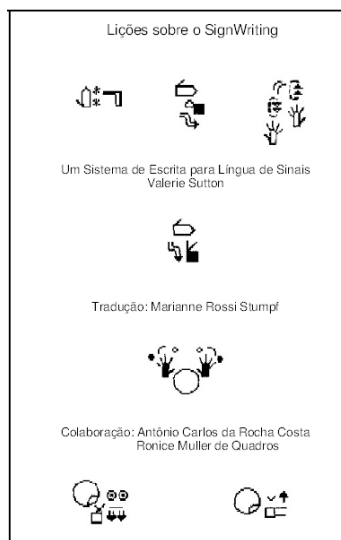 Lições sobre o SignWriting
Um Sistema de Escrita para Língua de Sinais
Valerie Sutton
Tradução: Marianne Rossi Stumpf
Colaboração: Antônio Carlos da Rocha Costa
Ronice Muller de Quadros